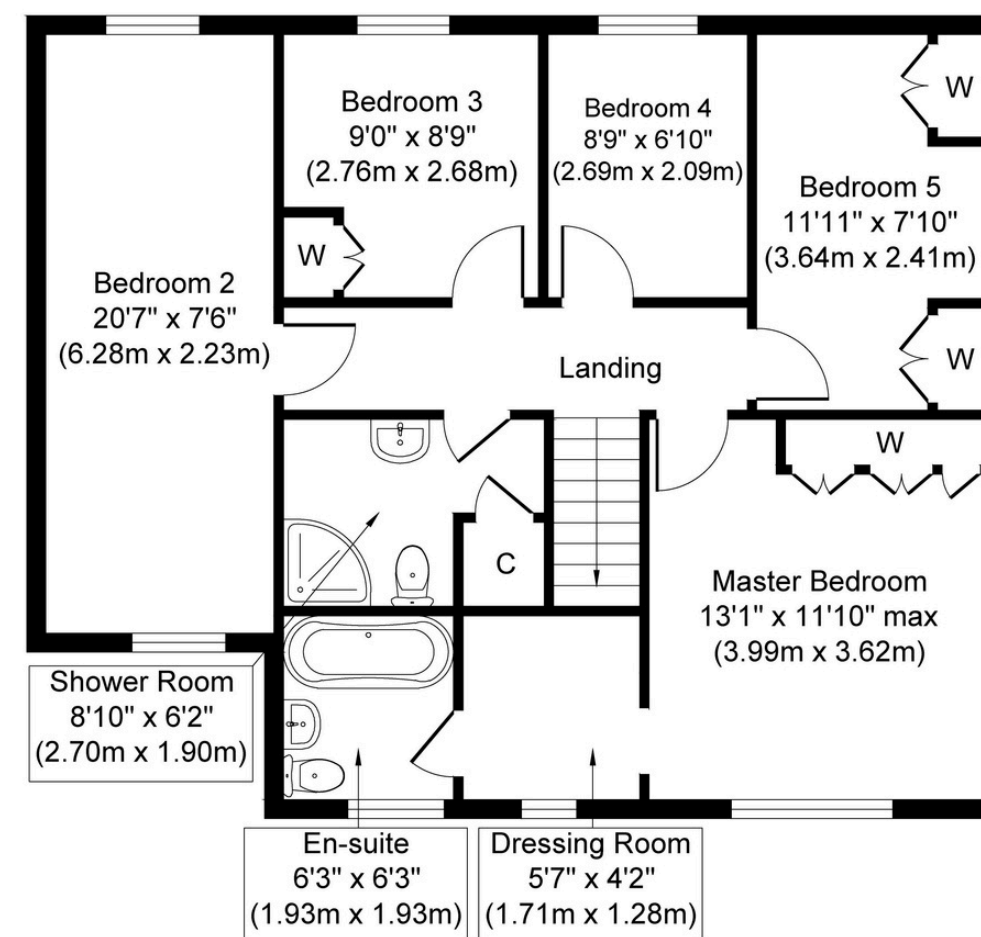 Bedroom 3
9'0" x 8'9"
(2.76m x 2.68m)
Bedroom 4
8'9" x 6'10"
(2.69m x 2.09m)
W
Bedroom 5
11'11" x 7'10"
(3.64m x 2.41m)
W
Bedroom 2
20'7" x 7'6"
(6.28m x 2.23m)
Landing
W
W
C
Master Bedroom
13'1" x 11'10" max
(3.99m x 3.62m)
Shower Room
8'10" x 6'2"
(2.70m x 1.90m)
En-suite
6'3" x 6'3"
(1.93m x 1.93m)
Dressing Room
5'7" x 4'2"
(1.71m x 1.28m)